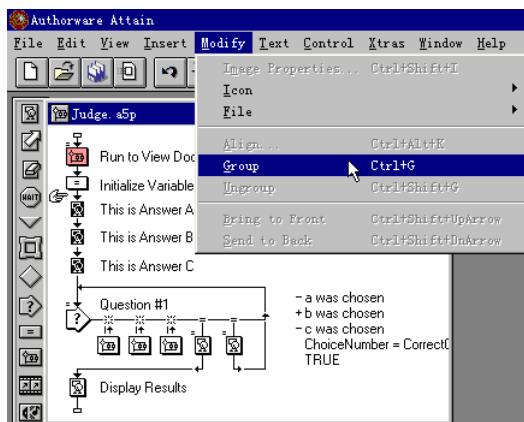 Authorware Attain
File Edit View Insert Modify Text Control Xtras Window Help
Image Properties... Ctrl+Shift+I
Icon
File
Align... Ctrl+Alt+K
Group Ctrl+G
Ungroup Ctrl+Shift+G
Bring to Front Ctrl+Shift+UpArrow
Send to Back Ctrl+Shift+DnArrow
Judge.a5p
Run to View Doc
Initialize Variable
WAIT
This is Answer A
This is Answer B
This is Answer C
Question #1
- a was chosen
+ b was chosen
- c was chosen
ChoiceNumber = CorrectC
TRUE
Display Results